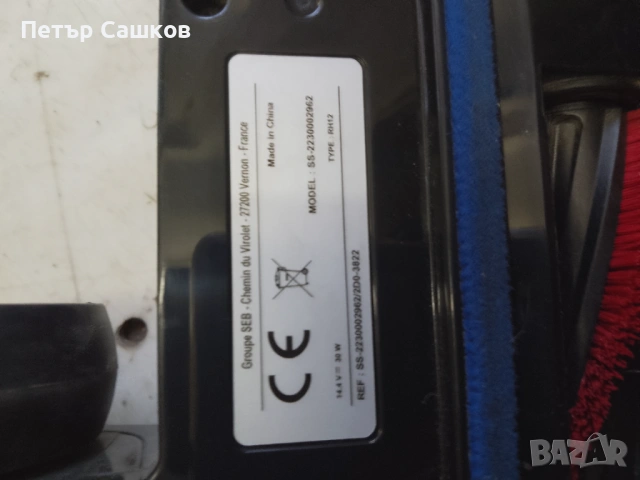 Петър Сашков
Groupe SEB - Chemin du Virolet - 27200 Vernon - France
Made in China
MODEL : SS-2230002962
TYPE : RH12
CE
14.4 V 30 W
REF : SS-2230002962/2D0-3822
BAZAR